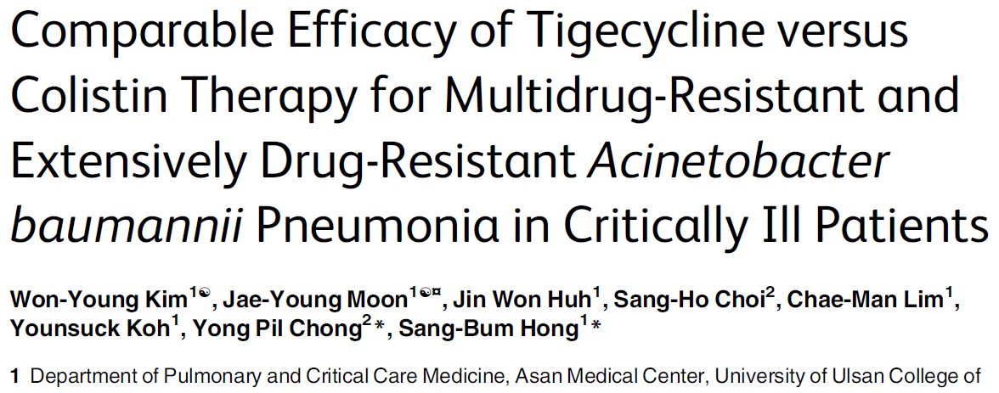 Comparable Efficacy of Tigecycline versus
Colistin Therapy for Multidrug-Resistant and
Extensively Drug-Resistant Acinetobacter
baumannii Pneumonia in Critically Ill Patients
Won-Young Kim1☯, Jae-Young Moon1☯¤, Jin Won Huh1, Sang-Ho Choi2, Chae-Man Lim1,
Younsuck Koh1, Yong Pil Chong2*, Sang-Bum Hong1*
1 Department of Pulmonary and Critical Care Medicine, Asan Medical Center, University of Ulsan College of